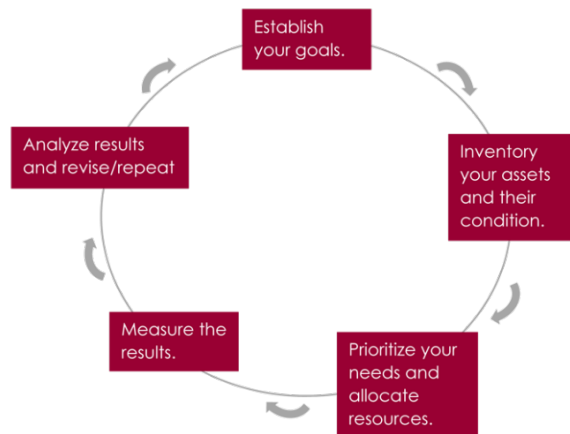 Establish
your goals.
Inventory
your assets
and their
condition.
Prioritize your
needs and
allocate
resources.
Measure the
results.
Analyze results
and revise/repeat